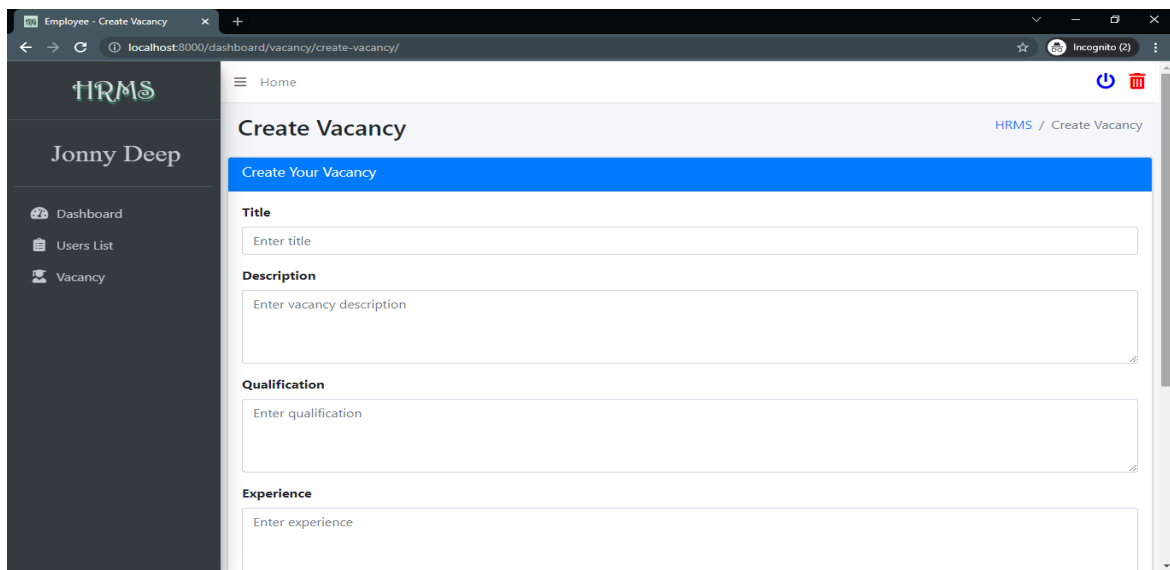 Employee - Create Vacancy
localhost:8000/dashboard/vacancy/create-vacancy/
Incognito (2)
HRMS
Home
Jonny Deep
Create Vacancy
HRMS / Create Vacancy
Dashboard
Users List
Vacancy
Create Your Vacancy
Title
Enter title
Description
Enter vacancy description
Qualification
Enter qualification
Experience
Enter experience